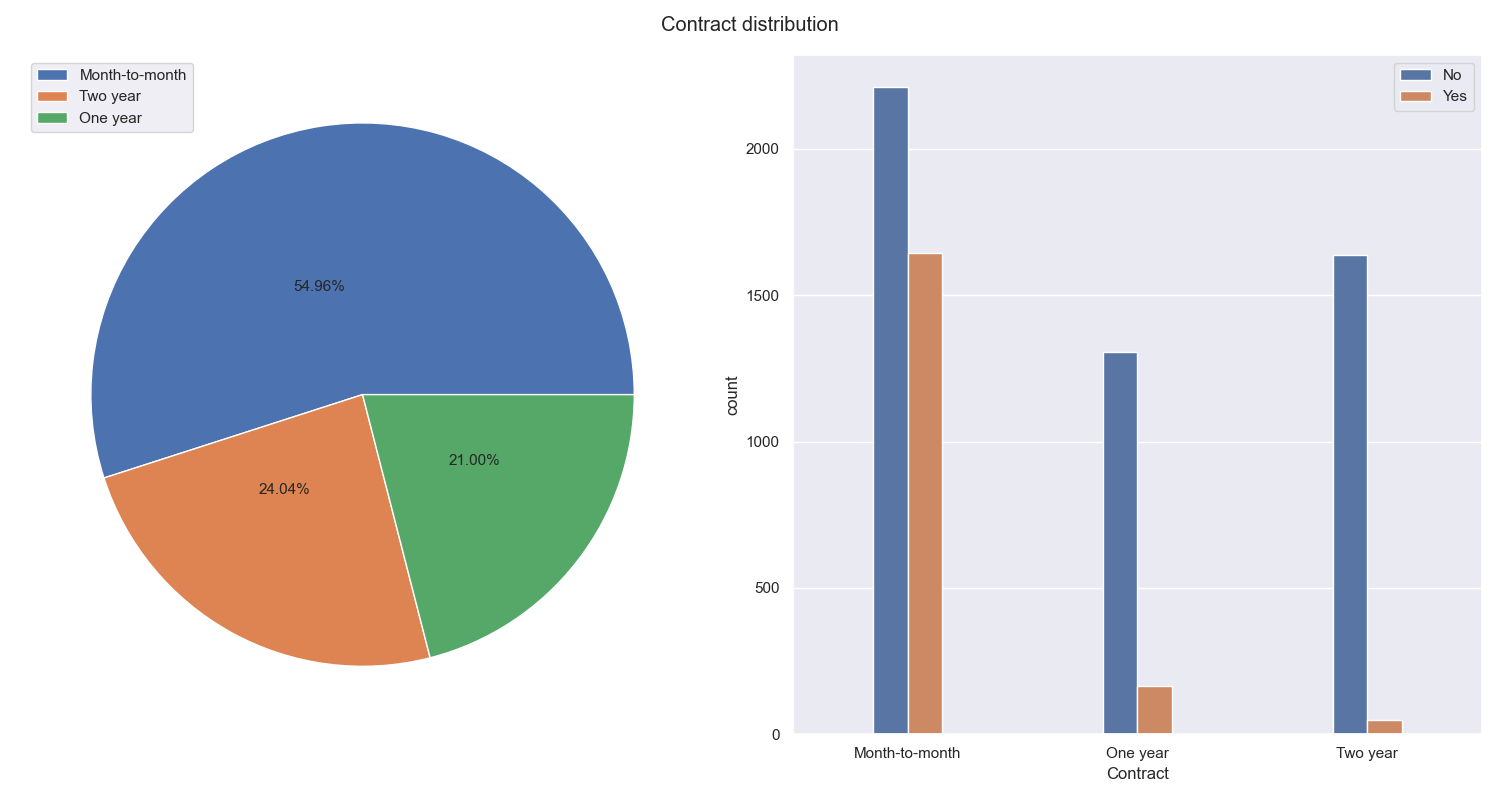 Contract distribution
Month-to-month
Two year
One year
54.96%
24.04%
21.00%
No
Yes
2000
1500
1000
500
0
count
Month-to-month
One year
Two year
Contract